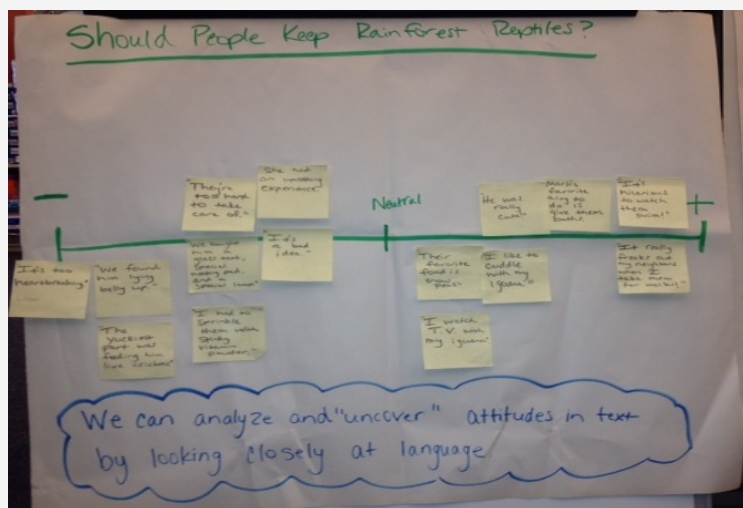 Should People Keep Rainforest Reptiles?
—
Neutral
+
"They're
too hard
to take
care of."
She had
an upsetting
experience
He was
really
cute"
Mark's
favorite
thing to
do is
give them
baths
"It's
hilarious
to watch
them
swim!"
"It's too
heartbreaking"
"We found
him lying
belly up."
We bought
him a
glass tank,
special
heating pad,
and a
special lamp"
"It's
a bad
idea."
Their
favorite
food is
snow
peas"
I like to
cuddle
with my
iguana"
"It really
freaks out
my neighbors
when I
take them
for walks!"
The
yuckiest
part was
feeding him
live crickets"
I had to
sprinkle
them with
vitamin
powder,"
"I watch
T.V. with
my iguana"
We can analyze and "uncover" attitudes in text
by looking closely at language.